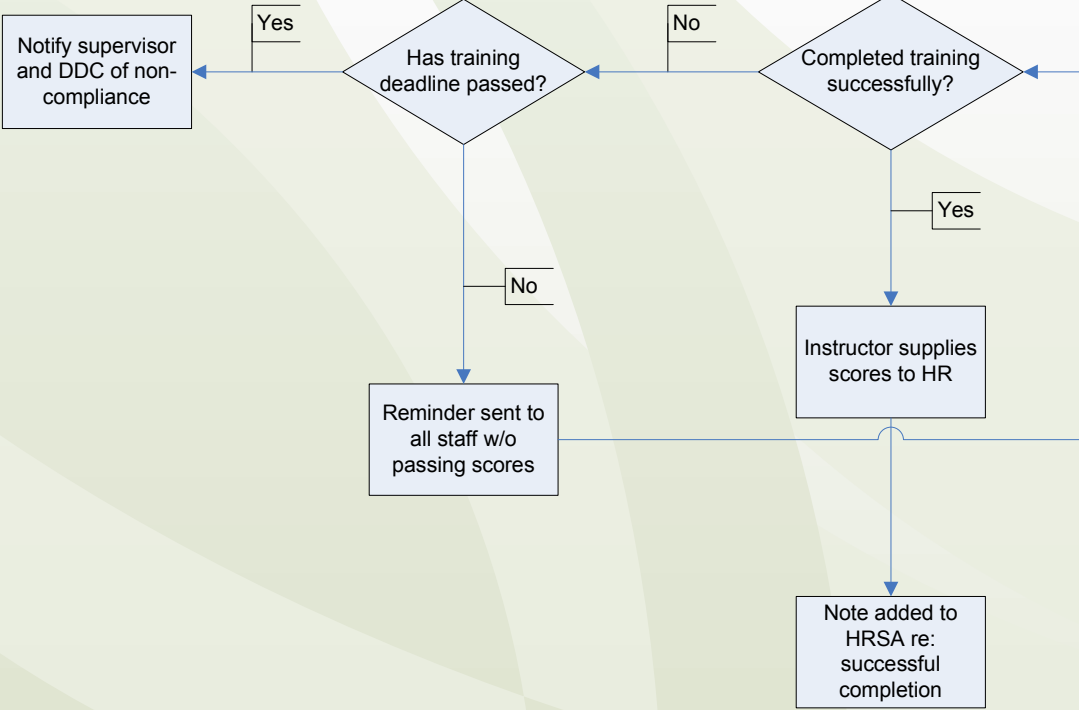 Yes
No
Notify supervisor
and DDC of non-
compliance
Has training
deadline passed?
Completed training
successfully?
Yes
No
Instructor supplies
scores to HR
Reminder sent to
all staff w/o
passing scores
Note added to
HRSA re:
successful
completion